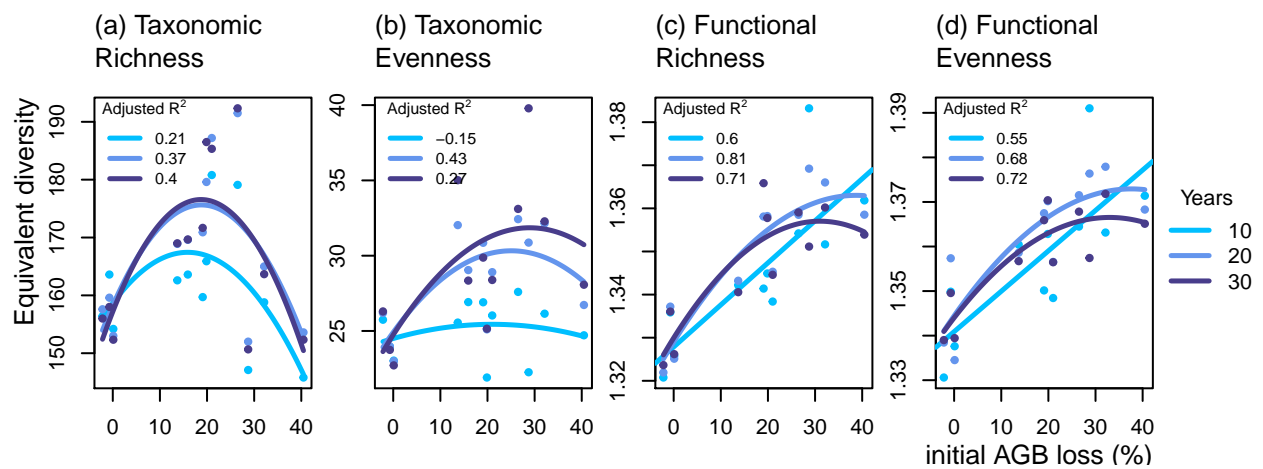 (a) Taxonomic
Richness
(b) Taxonomic
Evenness
(c) Functional
Richness
(d) Functional
Evenness
Equivalent diversity
150 160 170 180 190
Adjusted R²
0.21
0.37
0.4
0 10 20 30 40
25 30 35 40
Adjusted R²
−0.15
0.43
0.27
0 10 20 30 40
1.32 1.34 1.36 1.38
Adjusted R²
0.6
0.81
0.71
0 10 20 30 40
1.33 1.35 1.37 1.39
Adjusted R²
0.55
0.68
0.72
0 10 20 30 40
initial AGB loss (%)
Years
10
20
30